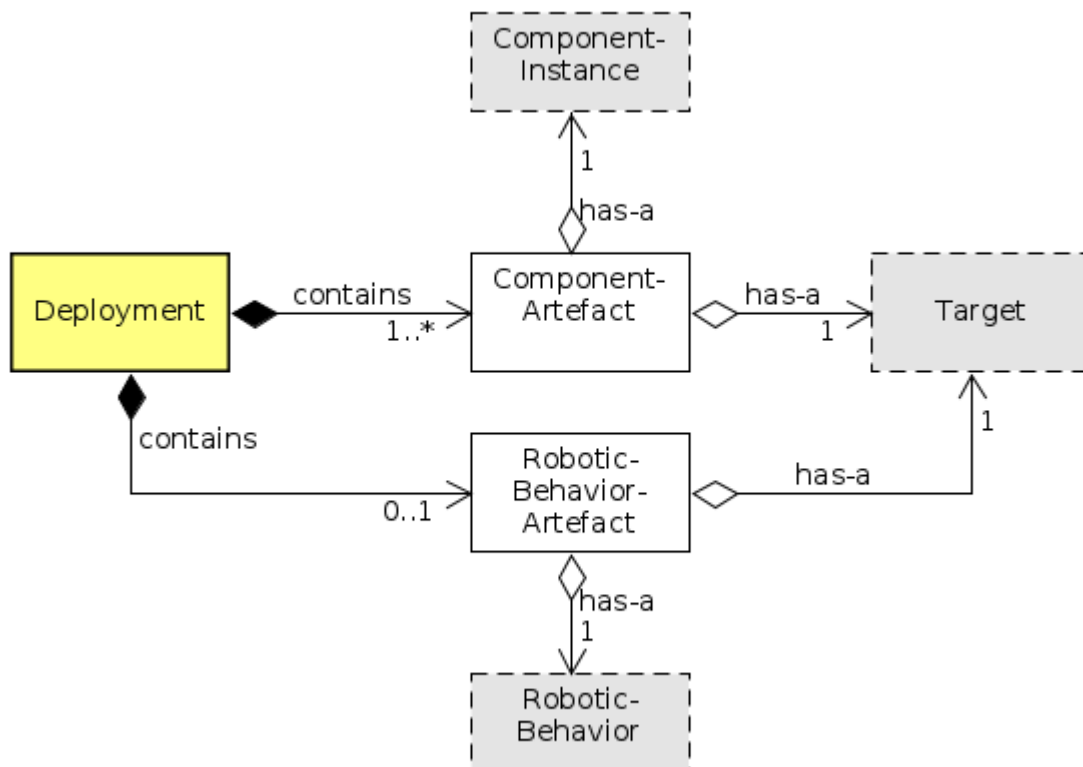 Component-
Instance
1
has-a
Deployment
contains
1..*
Component-
Artefact
has-a
1
Target
contains
0..1
Robotic-
Behavior-
Artefact
has-a
1
has-a
1
Robotic-
Behavior